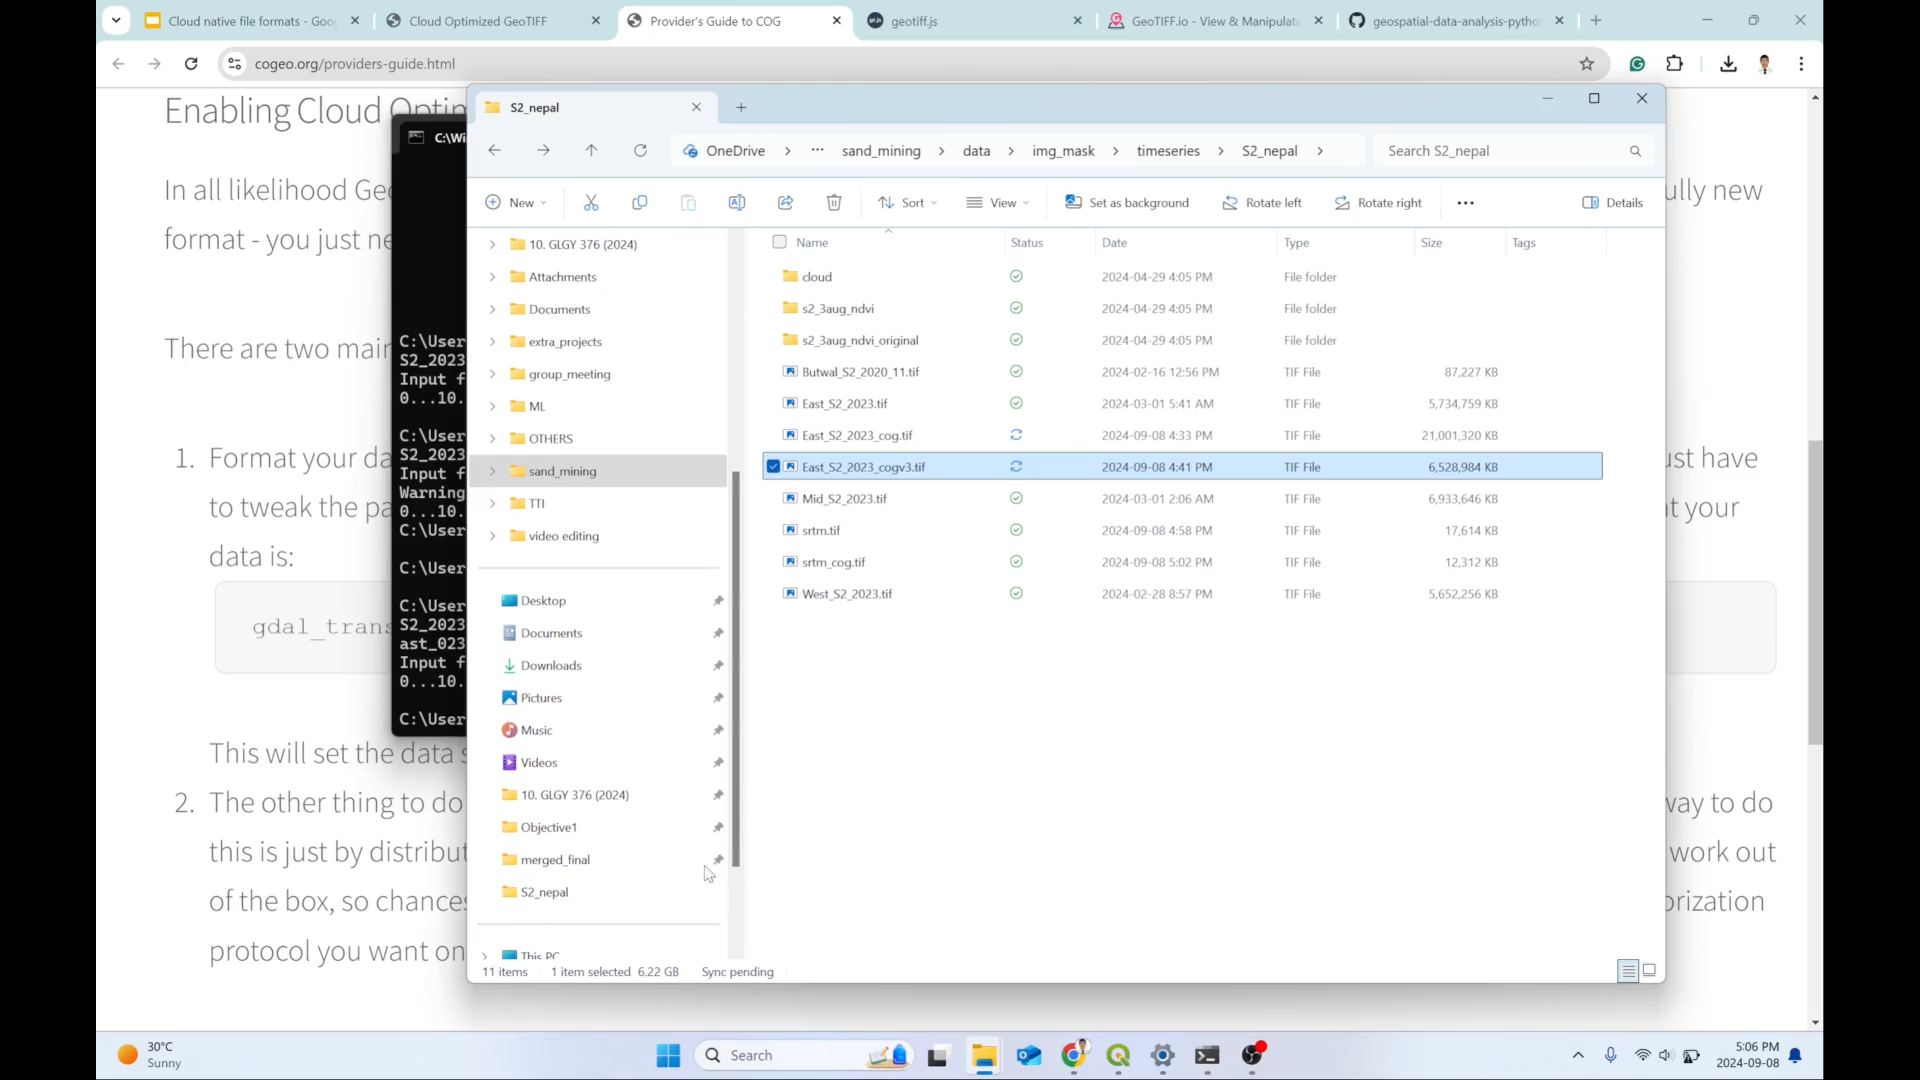 Cloud native file formats - Goo
Cloud Optimized GeoTIFF
Provider's Guide to COG
geotiff.js
GeoTIFF.io - View & Manipulate
geospatial-data-analysis-pytho
cogeo.org/providers-guide.html
Enabling Cloud Optim
In all likelihood Geo
ully new
format - you just ne
There are two main
1. Format your da
ust have
to tweak the pa
t your
data is:
gdal_trans
This will set the data s
2. The other thing to do
way to do
this is just by distribut
work out
of the box, so chances
orization
protocol you want on
C:\Wi
C:\User
S2_2023
Input f
0...10.
C:\User
S2_2023
Input f
Warning
0...10.
C:\User
C:\User
C:\User
S2_2023
ast_023
Input f
0...10.
C:\User
S2_nepal
OneDrive > ... sand_mining > data > img_mask > timeseries > S2_nepal >
Search S2_nepal
New
Sort
View
Set as background
Rotate left
Rotate right
Details
10. GLGY 376 (2024)
Attachments
Documents
extra_projects
group_meeting
ML
OTHERS
sand_mining
TTI
video editing
Desktop
Documents
Downloads
Pictures
Music
Videos
10. GLGY 376 (2024)
Objective1
merged_final
S2_nepal
This PC
Name Status Date Type Size Tags
cloud 2024-04-29 4:05 PM File folder
s2_3aug_ndvi 2024-04-29 4:05 PM File folder
s2_3aug_ndvi_original 2024-04-29 4:05 PM File folder
Butwal_S2_2020_11.tif 2024-02-16 12:56 PM TIF File 87,227 KB
East_S2_2023.tif 2024-03-01 5:41 AM TIF File 5,734,759 KB
East_S2_2023_cog.tif 2024-09-08 4:33 PM TIF File 21,001,320 KB
East_S2_2023_cogv3.tif 2024-09-08 4:41 PM TIF File 6,528,984 KB
Mid_S2_2023.tif 2024-03-01 2:06 AM TIF File 6,933,646 KB
srtm.tif 2024-09-08 4:58 PM TIF File 17,614 KB
srtm_cog.tif 2024-09-08 5:02 PM TIF File 12,312 KB
West_S2_2023.tif 2024-02-28 8:57 PM TIF File 5,652,256 KB
11 items 1 item selected 6.22 GB Sync pending
30°C
Sunny
Search
5:06 PM
2024-09-08